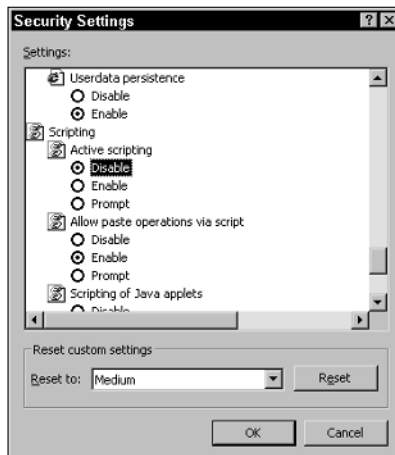 Security Settings
Settings:
Userdata persistence
Disable
Enable
Scripting
Active scripting
Disable
Enable
Prompt
Allow paste operations via script
Disable
Enable
Prompt
Scripting of Java applets
Disable
Reset custom settings
Reset to: Medium Reset
OK Cancel